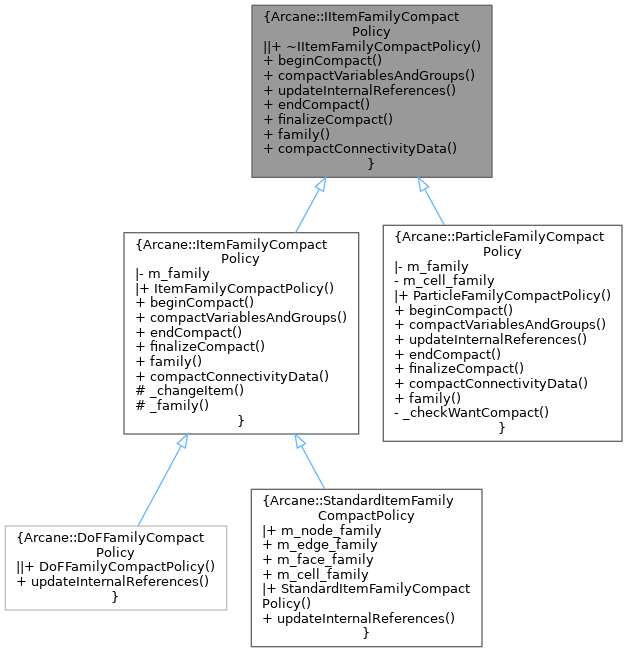 {Arcane::IItemFamilyCompact
Policy
||+ ~IItemFamilyCompactPolicy()
+ beginCompact()
+ compactVariablesAndGroups()
+ updateInternalReferences()
+ endCompact()
+ finalizeCompact()
+ family()
+ compactConnectivityData()
}
{Arcane::ItemFamilyCompact
Policy
|- m_family
|+ ItemFamilyCompactPolicy()
+ beginCompact()
+ compactVariablesAndGroups()
+ endCompact()
+ finalizeCompact()
+ family()
+ compactConnectivityData()
# _changeItem()
# _family()
}
{Arcane::ParticleFamilyCompact
Policy
|- m_family
- m_cell_family
|+ ParticleFamilyCompactPolicy()
+ beginCompact()
+ compactVariablesAndGroups()
+ updateInternalReferences()
+ endCompact()
+ finalizeCompact()
+ compactConnectivityData()
+ family()
- _checkWantCompact()
}
{Arcane::DoFFamilyCompact
Policy
||+ DoFFamilyCompactPolicy()
+ updateInternalReferences()
}
{Arcane::StandardItemFamily
CompactPolicy
|+ m_node_family
+ m_edge_family
+ m_face_family
+ m_cell_family
|+ StandardItemFamilyCompact
Policy()
+ updateInternalReferences()
}